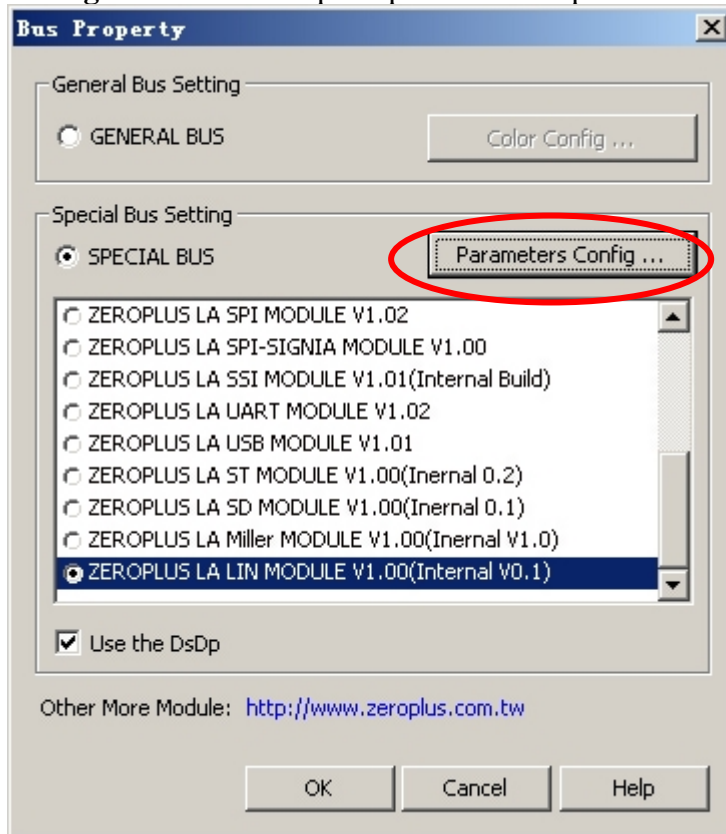 Bus Property
General Bus Setting
GENERAL BUS
Color Config ...
Special Bus Setting
SPECIAL BUS
Parameters Config ...
ZEROPLUS LA SPI MODULE V1.02
ZEROPLUS LA SPI-SIGNIA MODULE V1.00
ZEROPLUS LA SSI MODULE V1.01(Internal Build)
ZEROPLUS LA UART MODULE V1.02
ZEROPLUS LA USB MODULE V1.01
ZEROPLUS LA ST MODULE V1.00(Inernal 0.2)
ZEROPLUS LA SD MODULE V1.00(Inernal 0.1)
ZEROPLUS LA Miller MODULE V1.00(Inernal V1.0)
ZEROPLUS LA LIN MODULE V1.00(Internal V0.1)
Use the DsDp
Other More Module: http://www.zeroplus.com.tw
OK Cancel Help